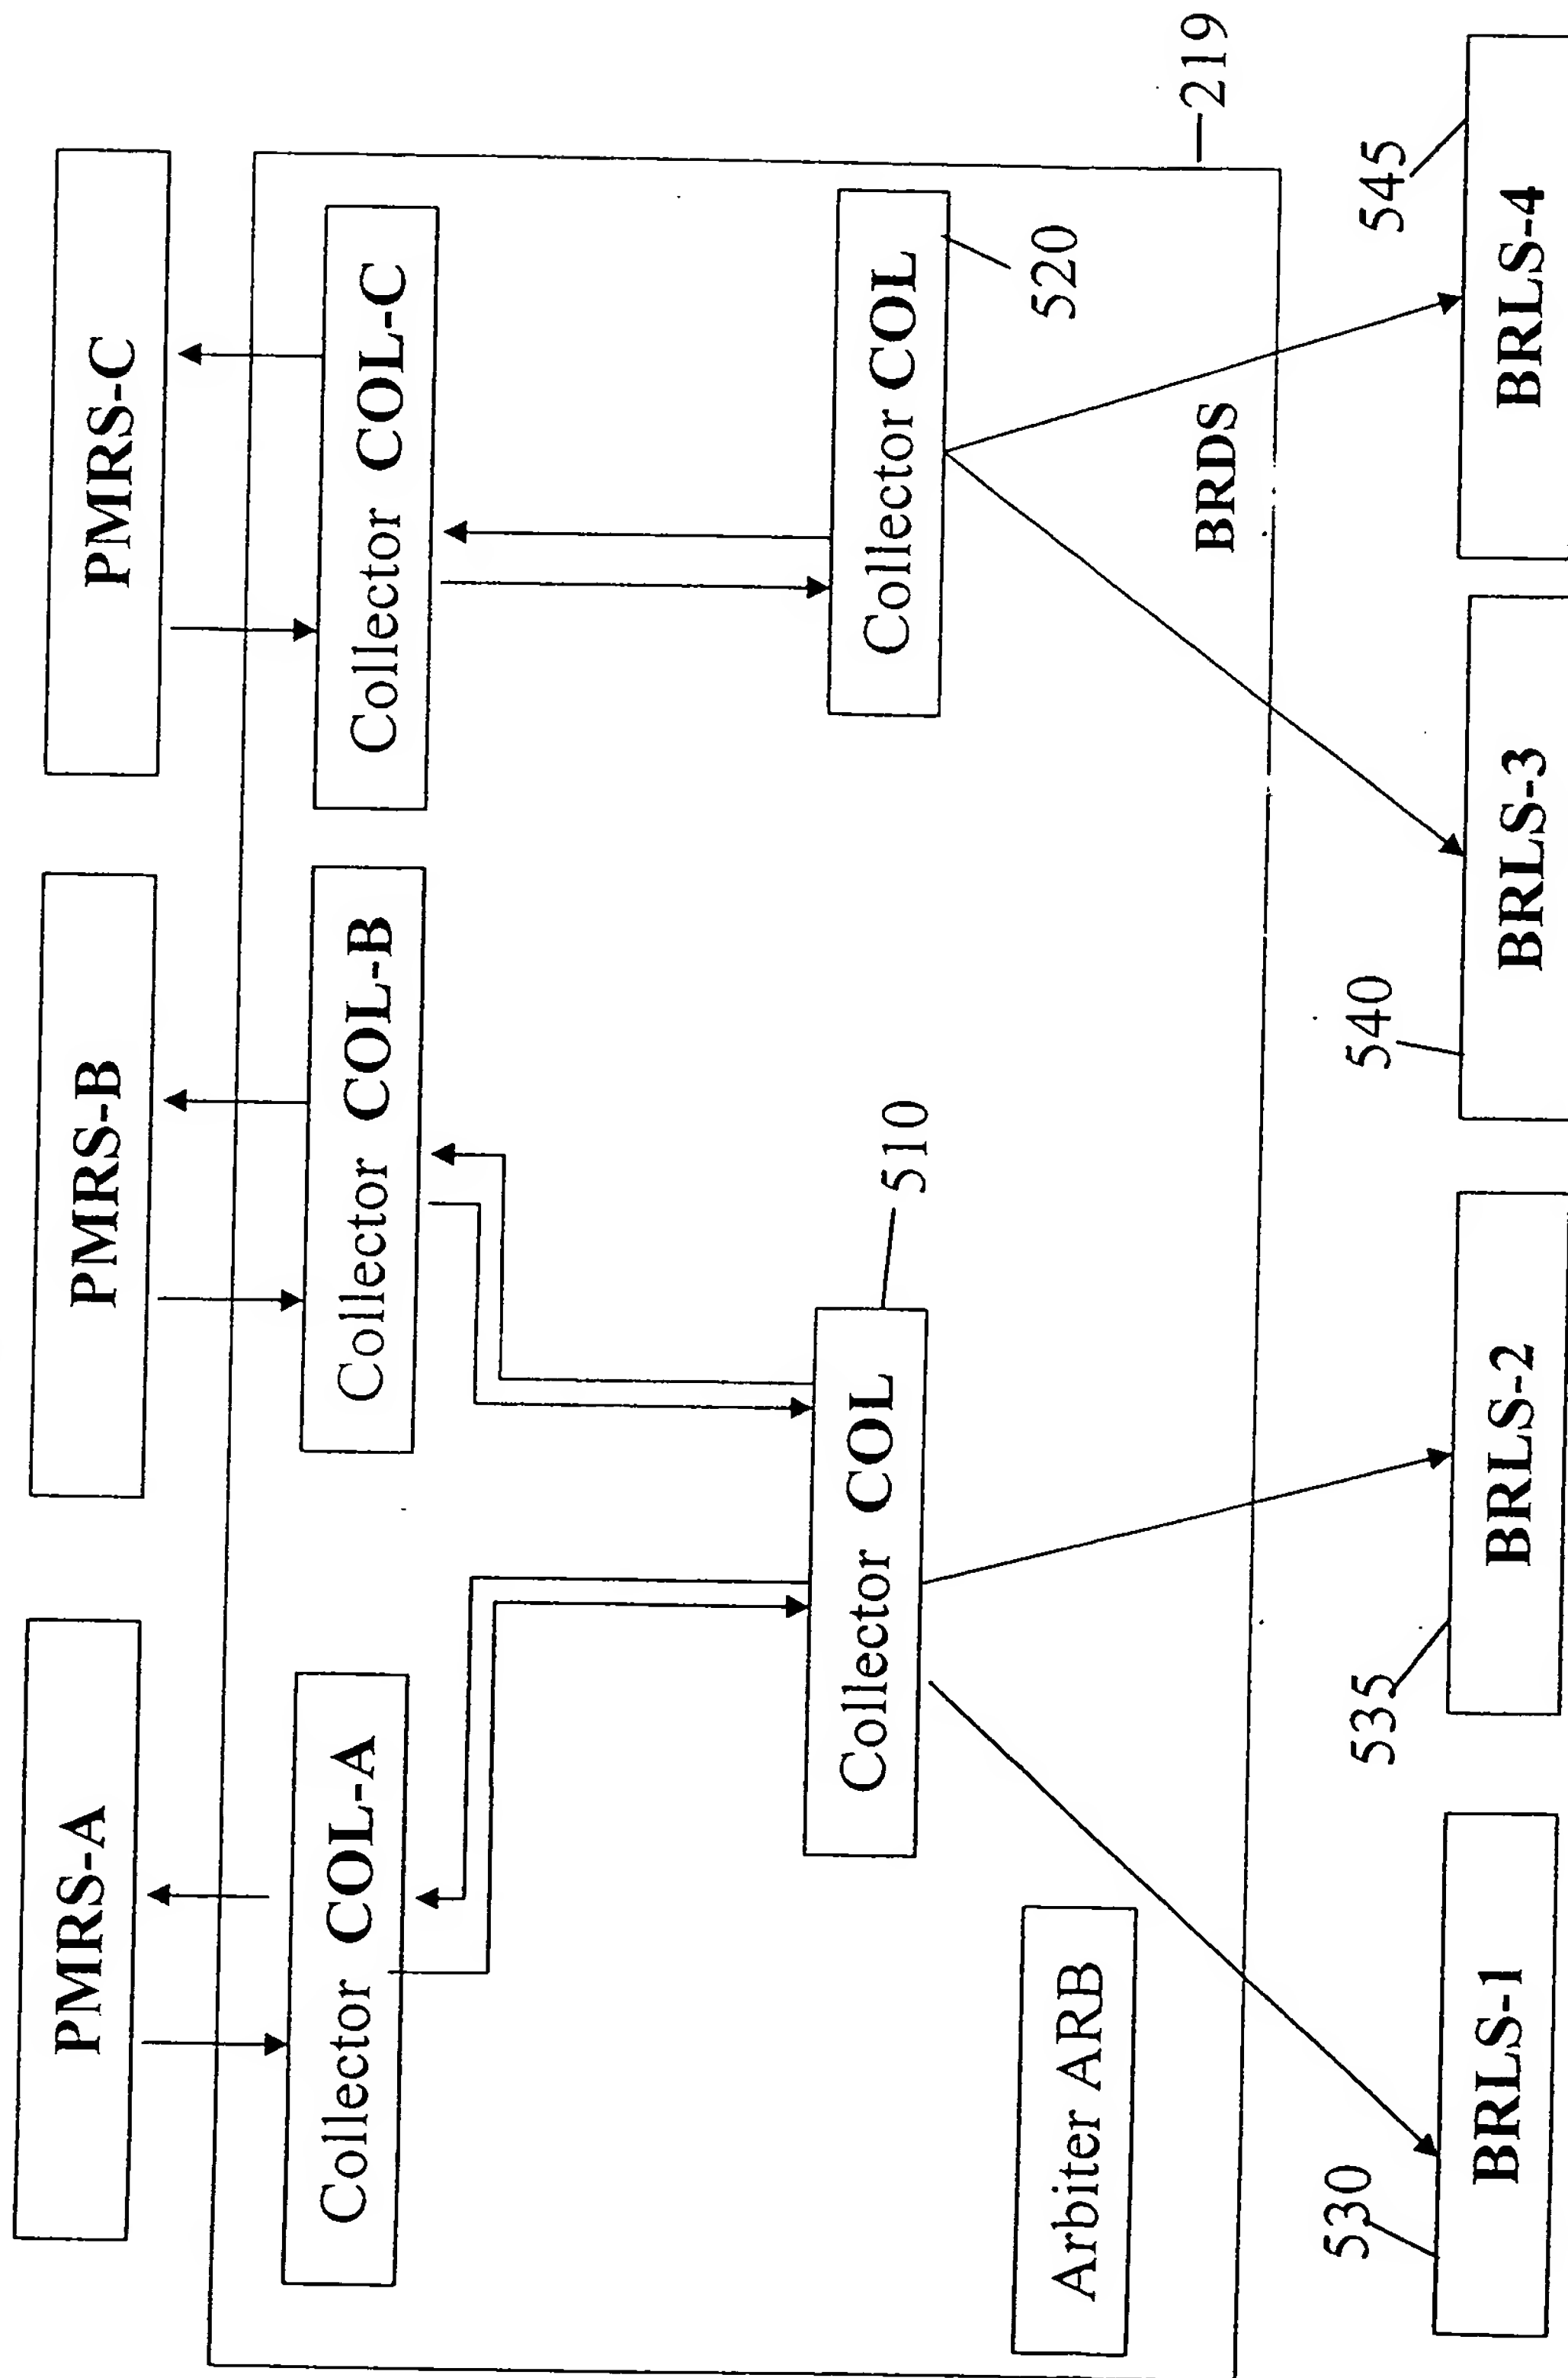 PMRS-A
PMRS-B
PMRS-C
Collector COL-A
Collector COL-B
Collector COL-C
Collector COL
510
Collector COL
520
Arbiter ARB
BRDS
219
530
535
540
545
BRLS-1
BRLS-2
BRLS-3
BRLS-4